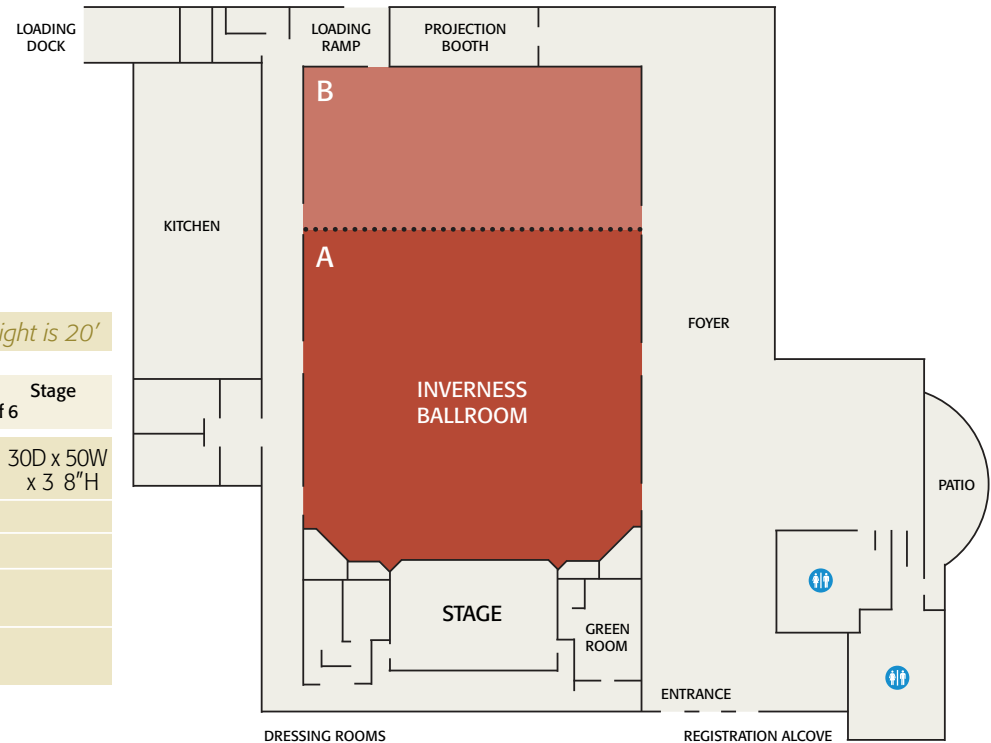 LOADING
DOCK
LOADING
RAMP
PROJECTION
BOOTH
B
KITCHEN
A
FOYER
is 20'
Stage
6
30D x 50W
x 3 8"H
INVERNESS
BALLROOM
PATIO
STAGE
GREEN
ROOM
ENTRANCE
DRESSING ROOMS
REGISTRATION ALCOVE